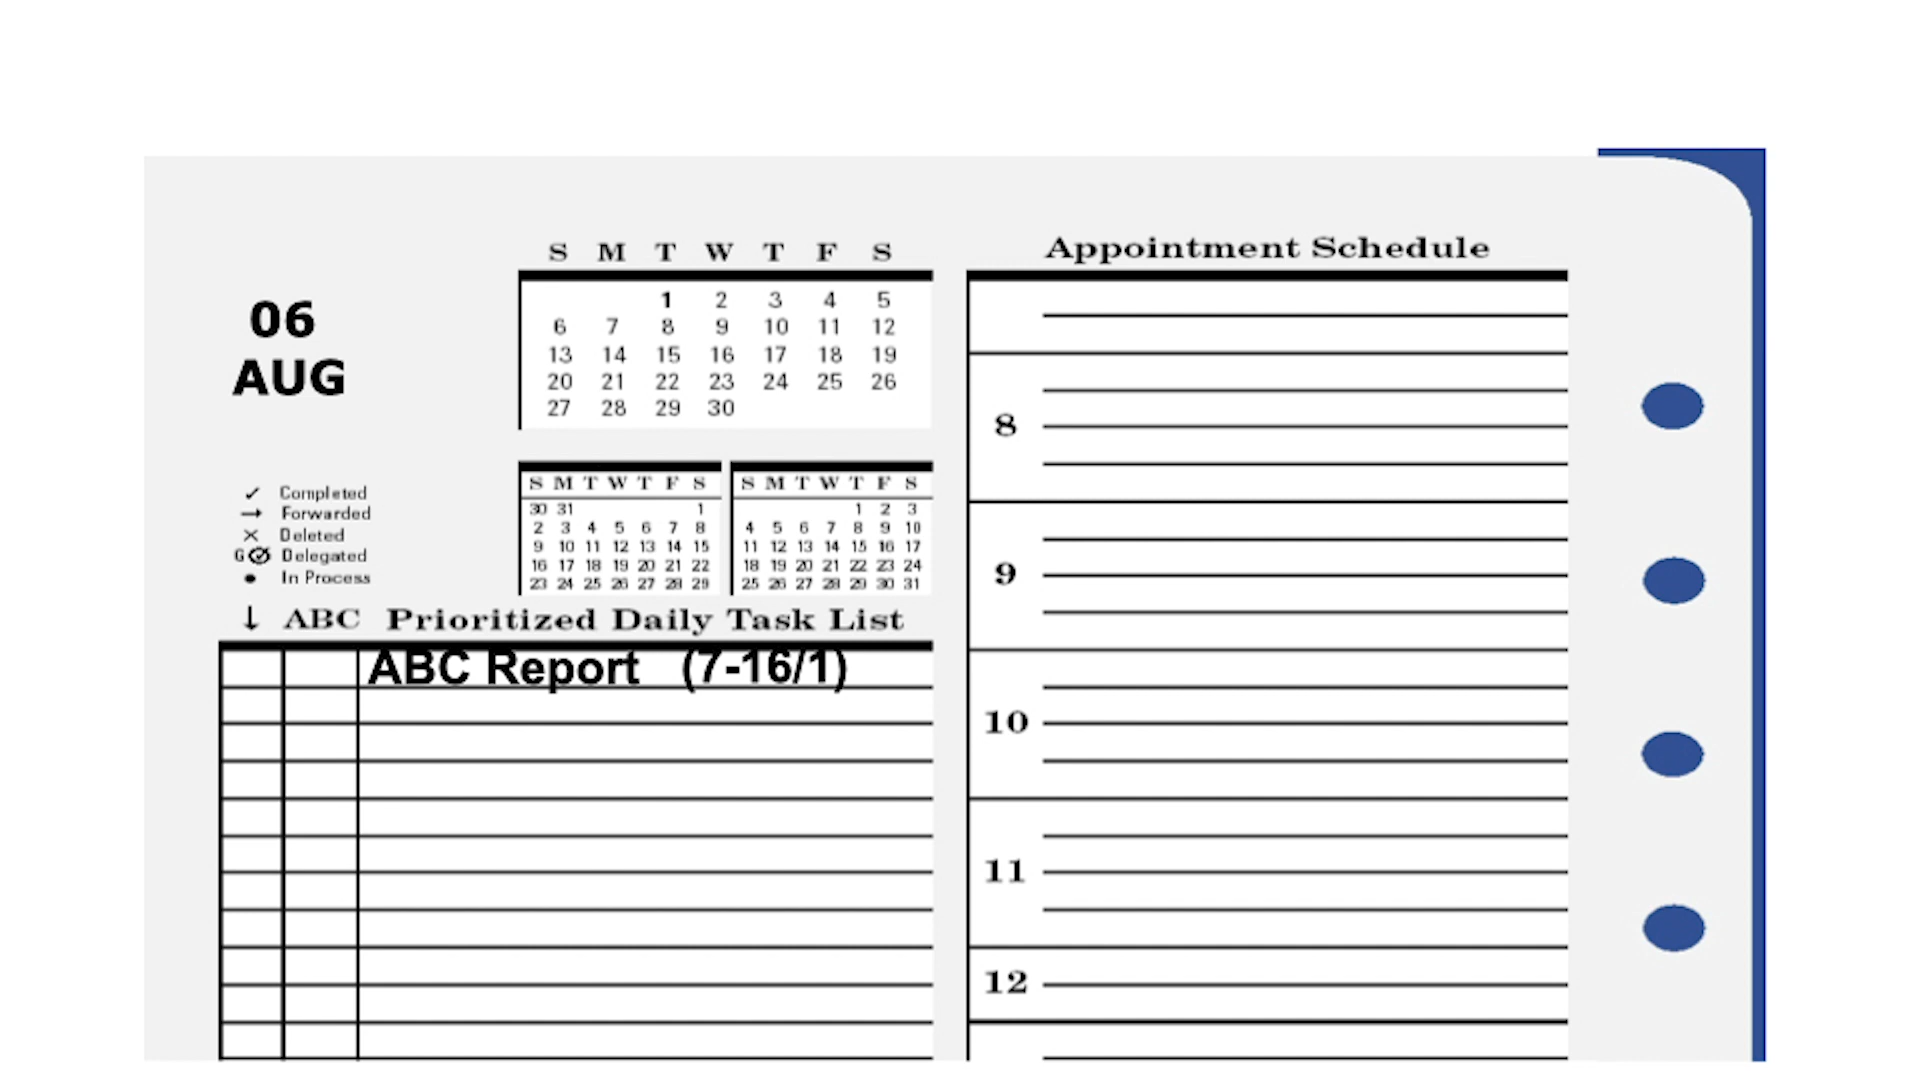 06
AUG
S M T W T F S
1 2 3 4 5
6 7 8 9 10 11 12
13 14 15 16 17 18 19
20 21 22 23 24 25 26
27 28 29 30
✓ Completed
→ Forwarded
✕ Deleted
G Delegated
● In Process
S M T W T F S
30 31 1
2 3 4 5 6 7 8
9 10 11 12 13 14 15
16 17 18 19 20 21 22
23 24 25 26 27 28 29
S M T W T F S
1 2 3
4 5 6 7 8 9 10
11 12 13 14 15 16 17
18 19 20 21 22 23 24
25 26 27 28 29 30 31
↓ ABC Prioritized Daily Task List
ABC Report (7-16/1)
Appointment Schedule
8
9
10
11
12